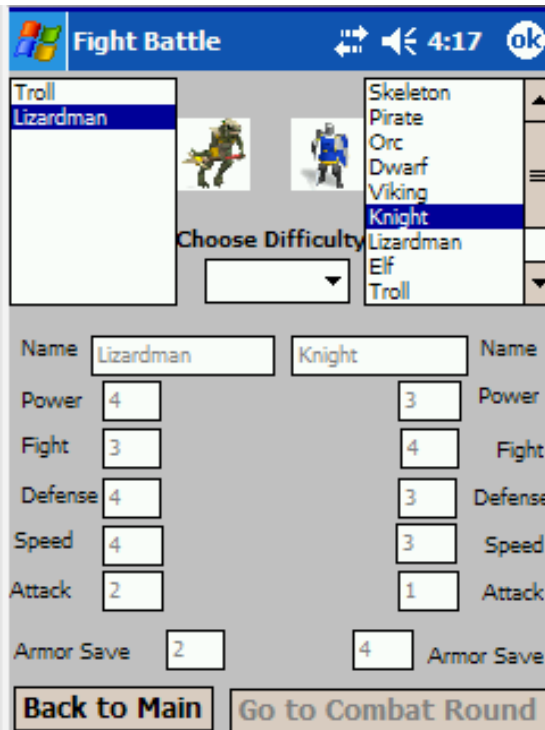 Fight Battle 4:17 ok
Troll
Lizardman
Skeleton
Pirate
Orc
Dwarf
Viking
Knight
Lizardman
Elf
Troll
Choose Difficulty
Name Lizardman Knight Name
Power 4 3 Power
Fight 3 4 Fight
Defense 4 3 Defense
Speed 4 3 Speed
Attack 2 1 Attack
Armor Save 2 4 Armor Save
Back to Main Go to Combat Round